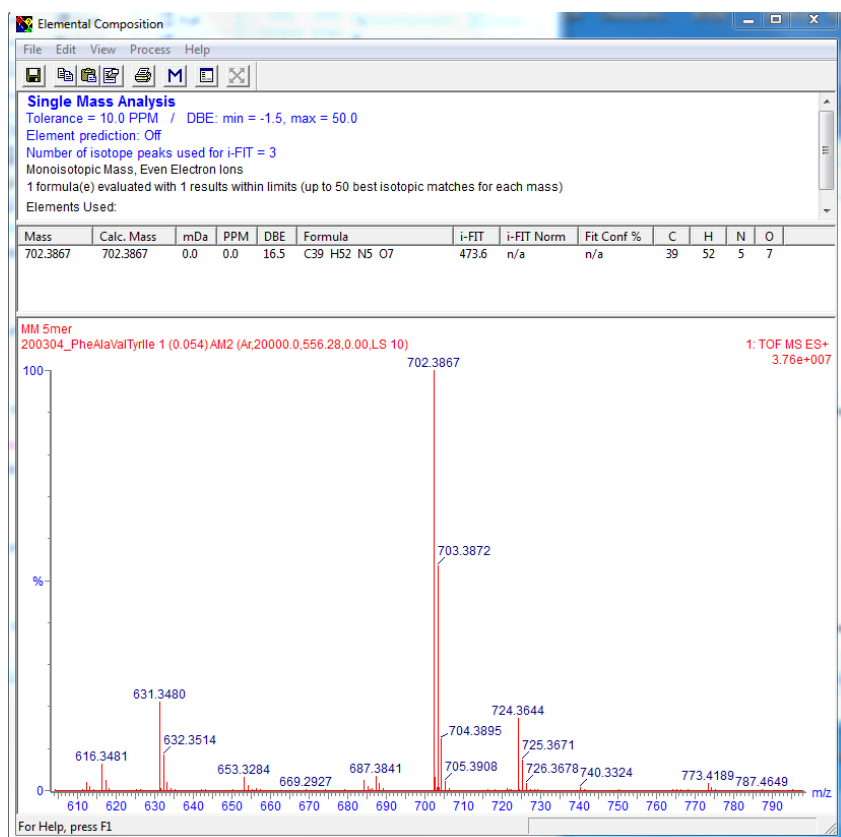 Elemental Composition
File Edit View Process Help
M
Single Mass Analysis
Tolerance = 10.0 PPM / DBE: min = -1.5, max = 50.0
Element prediction: Off
Number of isotope peaks used for i-FIT = 3
Monoisotopic Mass, Even Electron Ions
1 formula(e) evaluated with 1 results within limits (up to 50 best isotopic matches for each mass)
Elements Used:
Mass Calc. Mass mDa PPM DBE Formula i-FIT i-FIT Norm Fit Conf % C H N O
702.3867 702.3867 0.0 0.0 16.5 C39 H52 N5 O7 473.6 n/a n/a 39 52 5 7
MM 5mer
200304_PheAlaValTyrIle 1 (0.054) AM2 (Ar,20000.0,556.28,0.00,LS 10) 1: TOF MS ES+
3.76e+007
702.3867
100
703.3872
%
631.3480
724.3644
704.3895
632.3514
725.3671
616.3481
653.3284
669.2927
687.3841
705.3908
726.3678
740.3324
773.4189
787.4649
0
m/z
610 620 630 640 650 660 670 680 690 700 710 720 730 740 750 760 770 780 790
For Help, press F1